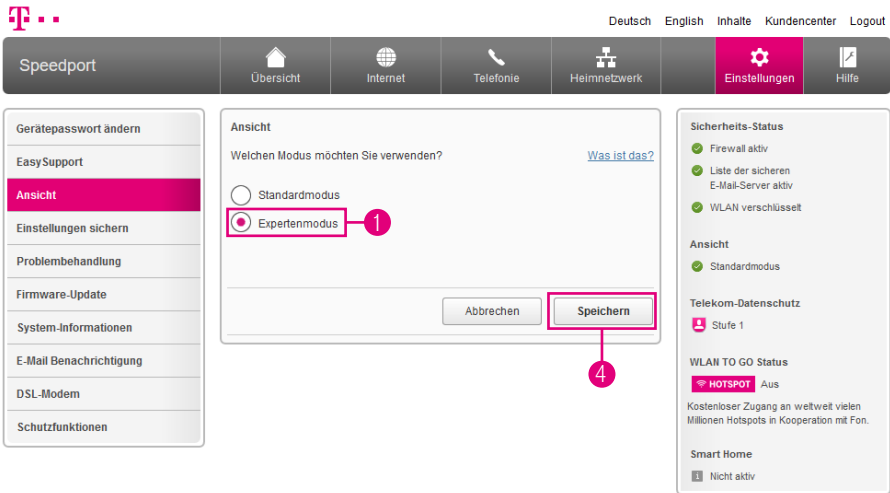 T
Deutsch English Inhalte Kundencenter Logout
Speedport
Übersicht
Internet
Telefonie
Heimnetzwerk
Einstellungen
Hilfe
Gerätepasswort ändern
EasySupport
Ansicht
Einstellungen sichern
Problembehandlung
Firmware-Update
System-Informationen
E-Mail Benachrichtigung
DSL-Modem
Schutzfunktionen
Ansicht
Welchen Modus möchten Sie verwenden? Was ist das?
Standardmodus
Expertenmodus 1
Abbrechen Speichern
4
Sicherheits-Status
Firewall aktiv
Liste der sicheren
E-Mail-Server aktiv
WLAN verschlüsselt
Ansicht
Standardmodus
Telekom-Datenschutz
Stufe 1
WLAN TO GO Status
HOTSPOT Aus
Kostenloser Zugang an weltweit vielen
Millionen Hotspots in Kooperation mit Fon.
Smart Home
i Nicht aktiv